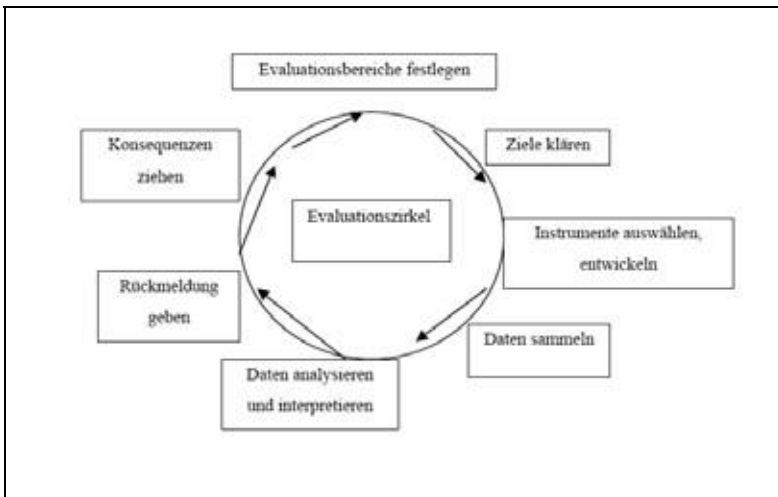 Evaluationsbereiche festlegen
Ziele klären
Instrumente auswählen,
entwickeln
Daten sammeln
Daten analysieren
und interpretieren
Rückmeldung
geben
Konsequenzen
ziehen
Evaluationszirkel